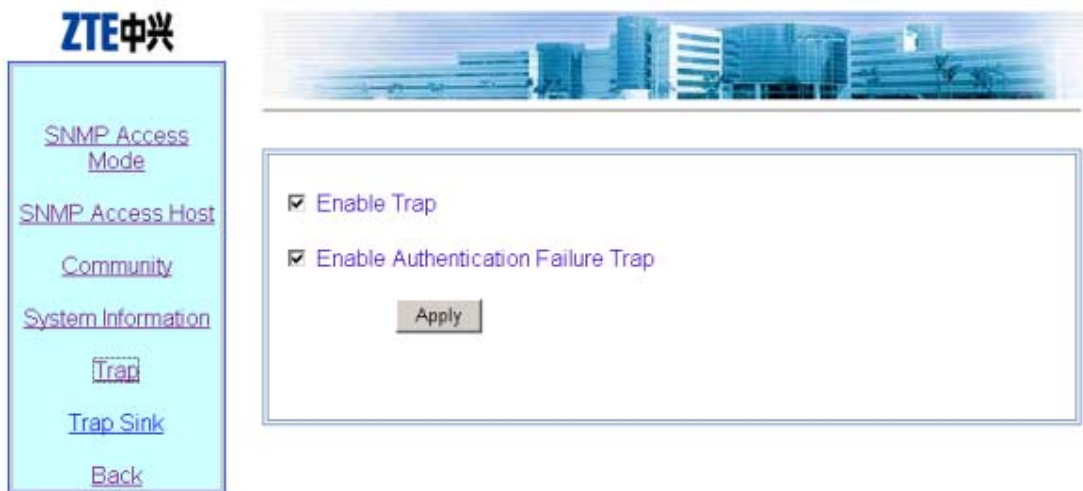 ZTE中兴
SNMP Access
Mode
SNMP Access Host
Community
System Information
Trap
Trap Sink
Back
Enable Trap
Enable Authentication Failure Trap
Apply